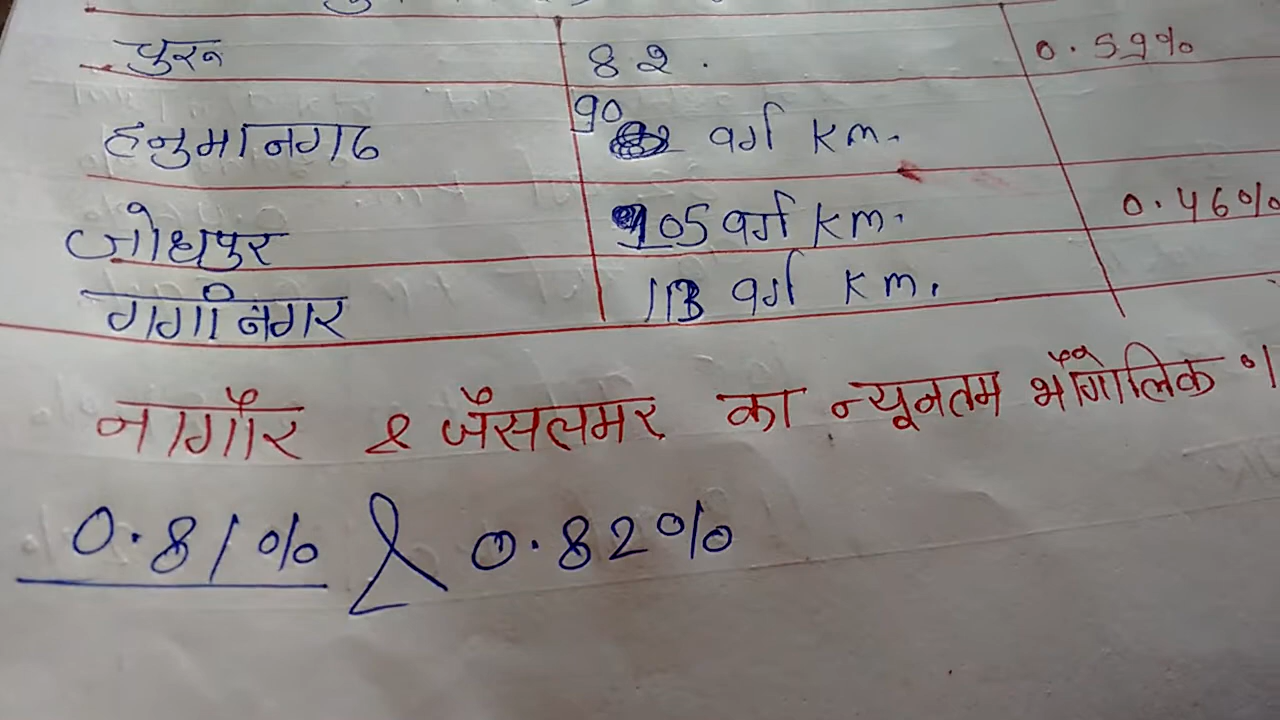 चुरू 82. 0.59%
हनुमानगढ 90 वर्ग km.
जोधपुर 105 वर्ग km. 0.46%
गगांनगर 113 वर्ग km.
नागौर & जैसलमर का न्यूनतम भौगोलिक %
0.81% & 0.82%